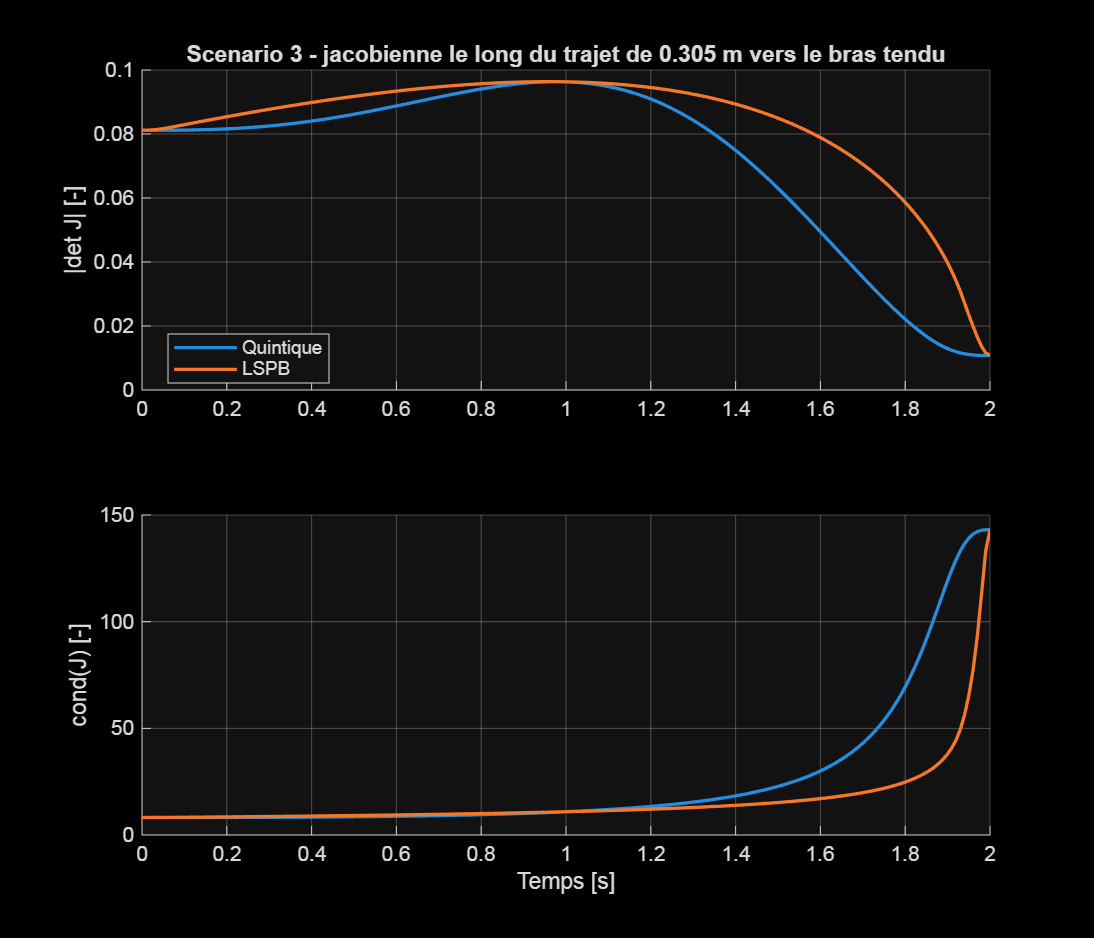 Scenario 3 - jacobienne le long du trajet de 0.305 m vers le bras tendu
|det J| [-]
0.1
0.08
0.06
0.04
0.02
0
Quintique
LSPB
0 0.2 0.4 0.6 0.8 1 1.2 1.4 1.6 1.8 2
cond(J) [-]
150
100
50
0
0 0.2 0.4 0.6 0.8 1 1.2 1.4 1.6 1.8 2
Temps [s]